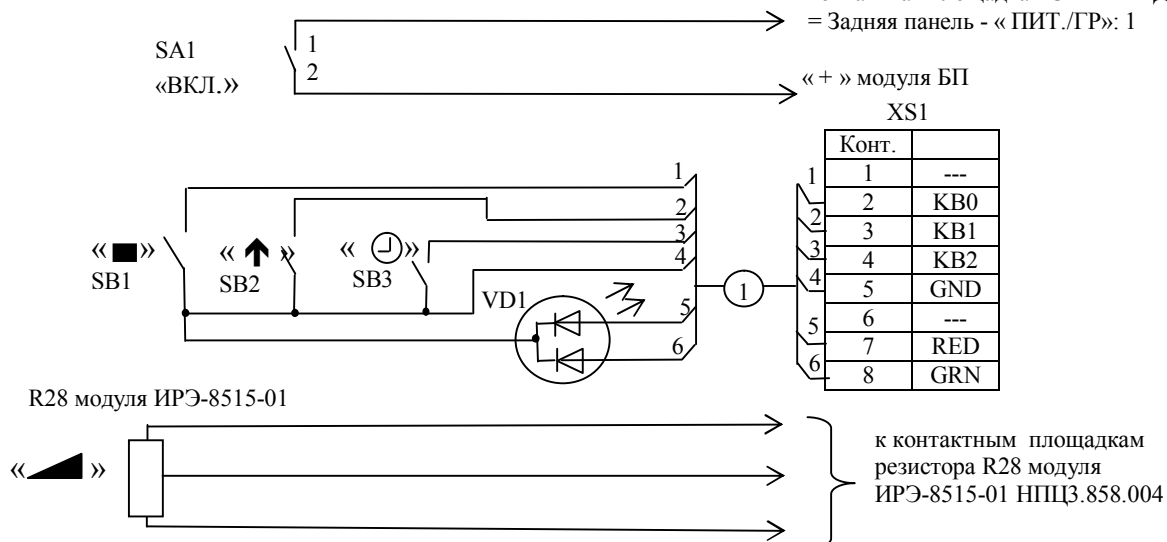 = Задняя панель - « ПИТ./ГР»: 1
SA1
«ВКЛ.»
1
2
« + » модуля БП
XS1
Конт.
1 ---
2 KB0
3 KB1
4 KB2
5 GND
6 ---
7 RED
8 GRN
1
2
3
4
5
6
1
1
2
3
4
5
6
« »
SB1
« »
SB2
« »
SB3
VD1
R28 модуля ИРЭ-8515-01
« »
к контактным площадкам
резистора R28 модуля
ИРЭ-8515-01 НПЦ3.858.004